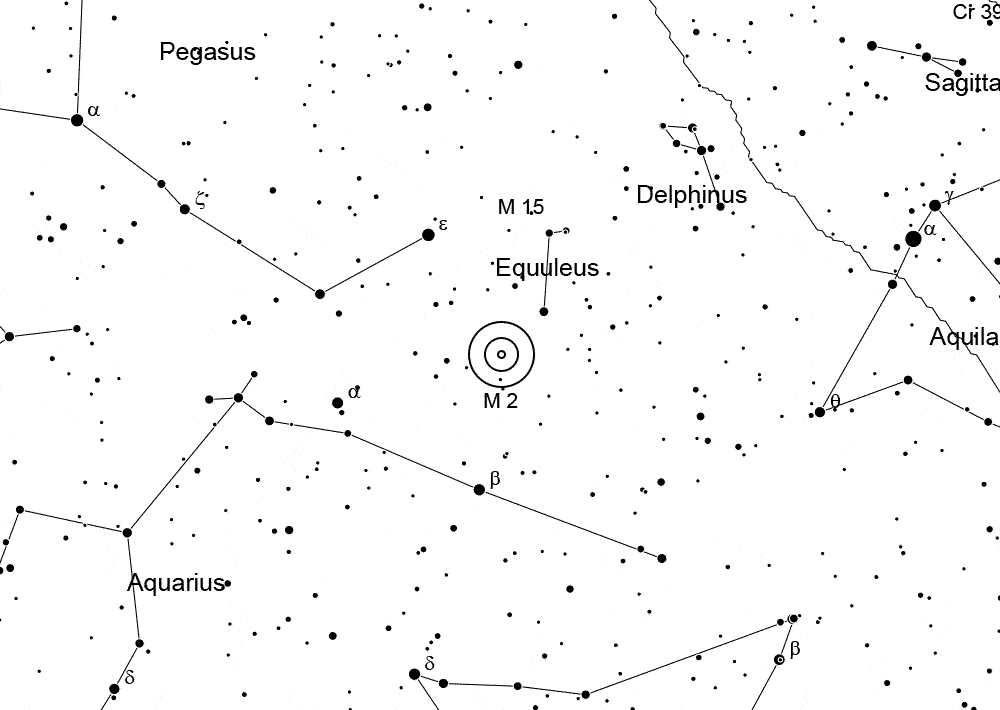 Cr 39
Pegasus
Sagitta
α
Delphinus
ζ
γ
M 15
ε
α
Equuleus
Aquila
α
M 2
θ
β
Aquarius
β
δ
δ